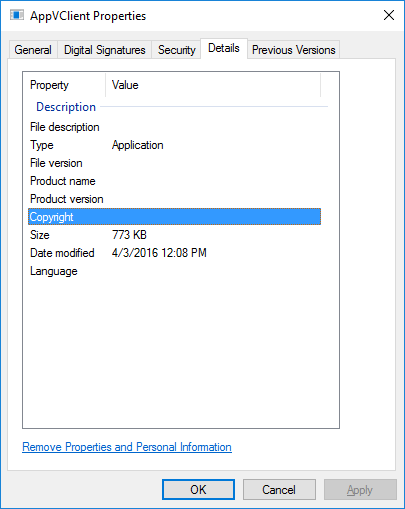 AppVClient Properties
General Digital Signatures Security Details Previous Versions
Property Value
Description
File description
Type Application
File version
Product name
Product version
Copyright
Size 773 KB
Date modified 4/3/2016 12:08 PM
Language
Remove Properties and Personal Information
OK Cancel Apply